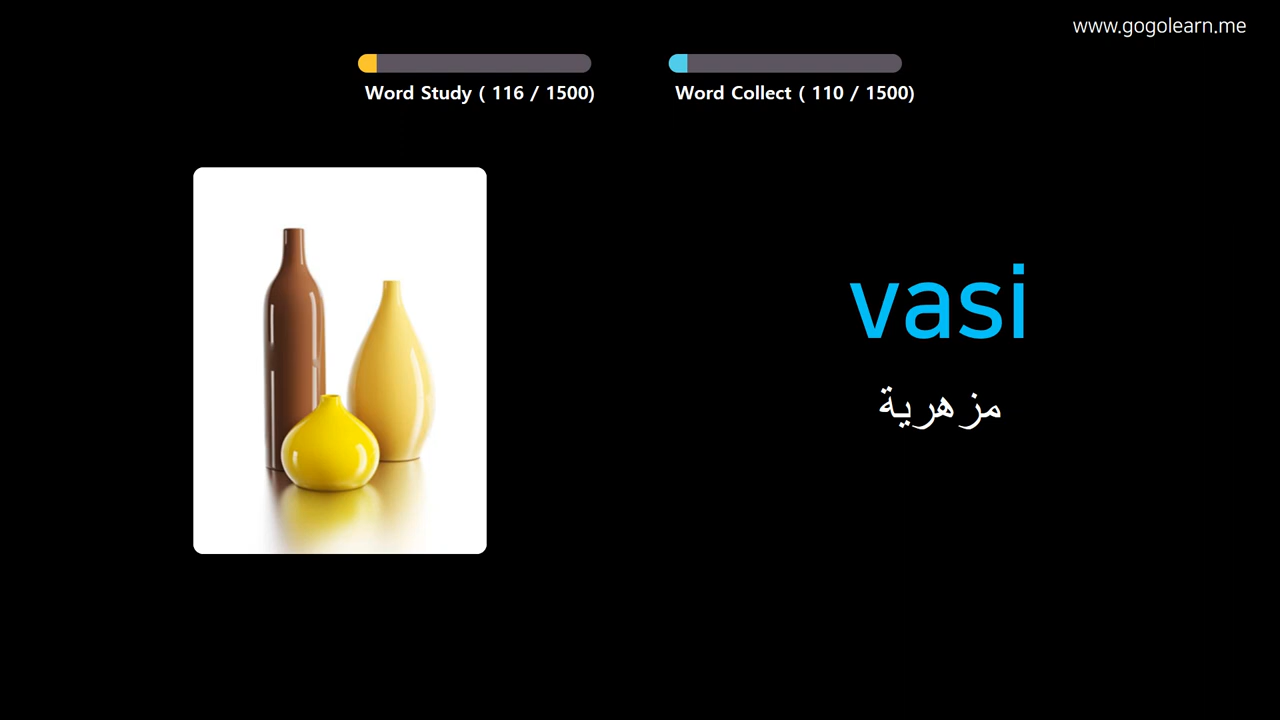 www.gogolearn.me
Word Study ( 116 / 1500)
Word Collect ( 110 / 1500)
vasi
مزهرية